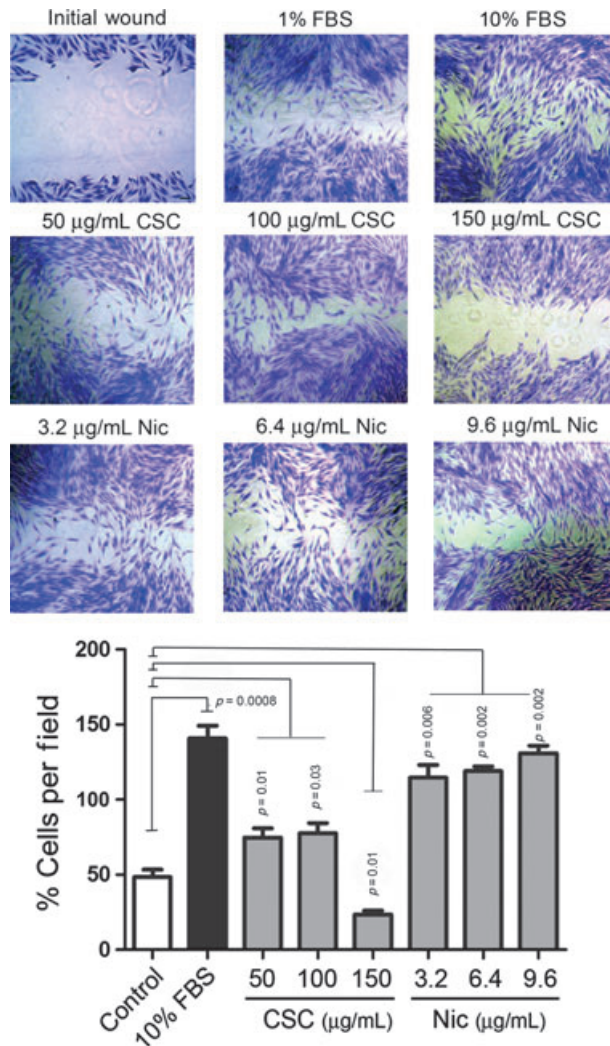 Initial wound 1% FBS 10% FBS
50 μg/mL CSC 100 μg/mL CSC 150 μg/mL CSC
3.2 μg/mL Nic 6.4 μg/mL Nic 9.6 μg/mL Nic
200
150
100
50
0
% Cells per field
p = 0.0008
p = 0.01
p = 0.03
p = 0.01
p = 0.006
p = 0.002
p = 0.002
Control
10% FBS
50 100 150
3.2 6.4 9.6
CSC (μg/mL)
Nic (μg/mL)